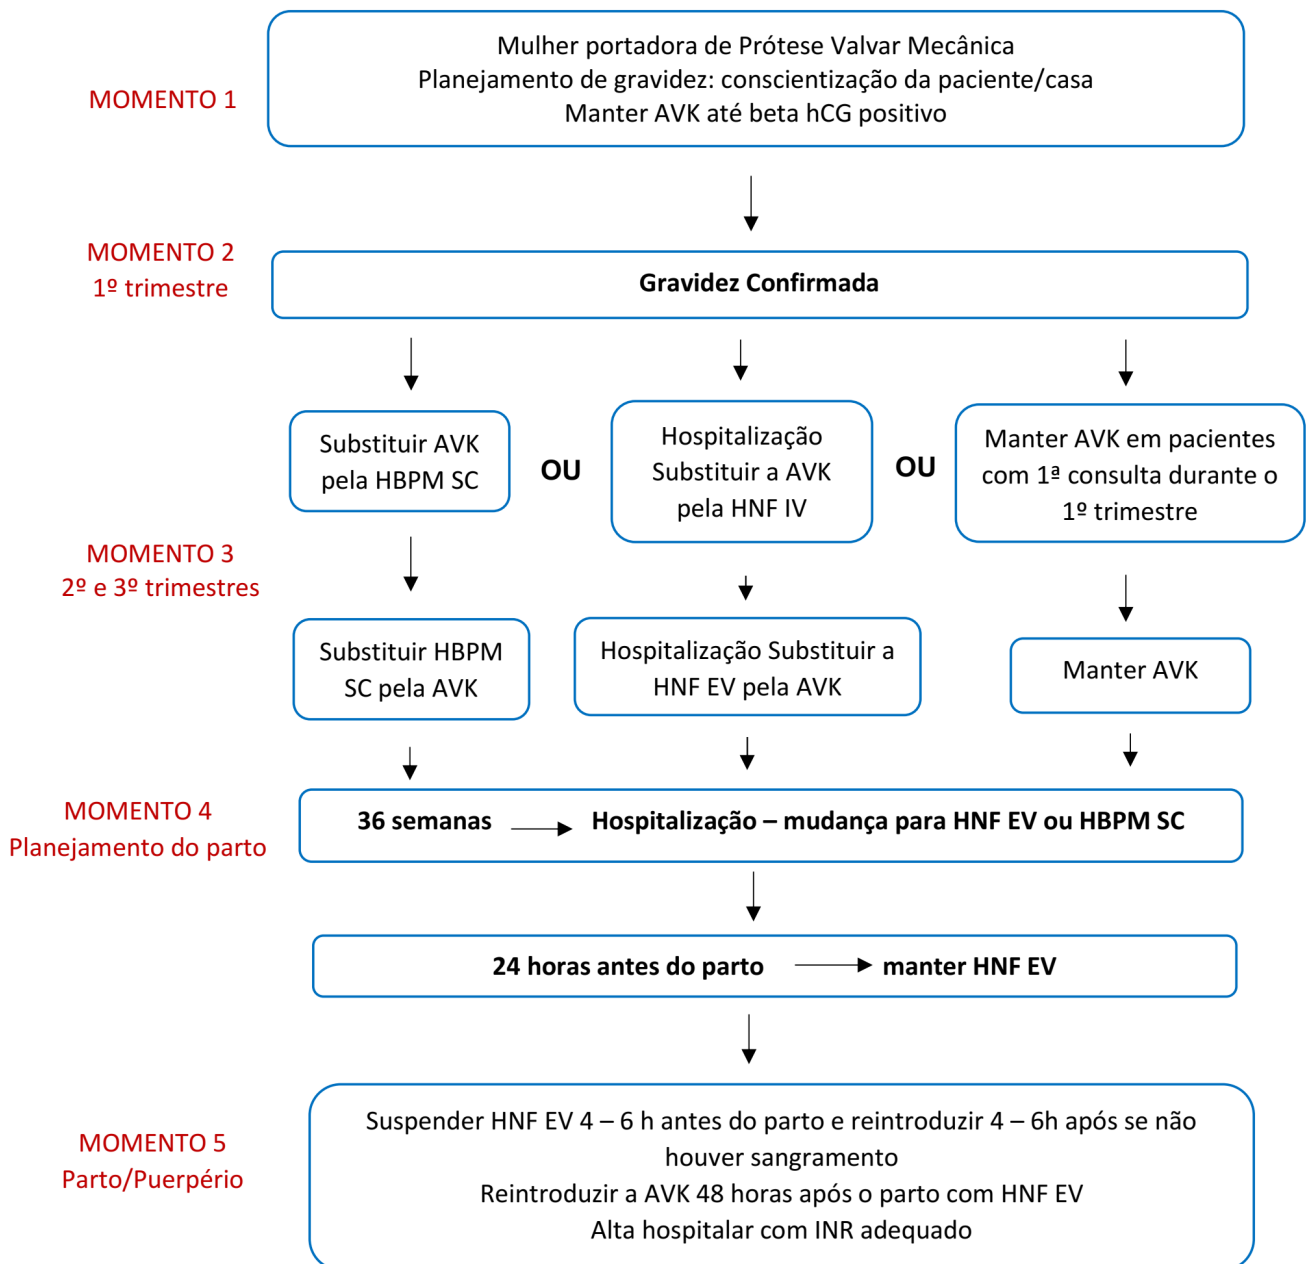 MOMENTO 1
Mulher portadora de Prótese Valvar Mecânica
Planejamento de gravidez: conscientização da paciente/casa
Manter AVK até beta hCG positivo
MOMENTO 2
1º trimestre
Gravidez Confirmada
Substituir AVK
pela HBPM SC
OU
Hospitalização
Substituir a AVK
pela HNF IV
OU
Manter AVK em pacientes
com 1ª consulta durante o
1º trimestre
MOMENTO 3
2º e 3º trimestres
Substituir HBPM
SC pela AVK
Hospitalização Substituir a
HNF EV pela AVK
Manter AVK
MOMENTO 4
Planejamento do parto
36 semanas Hospitalização – mudança para HNF EV ou HBPM SC
24 horas antes do parto manter HNF EV
MOMENTO 5
Parto/Puerpério
Suspender HNF EV 4 – 6 h antes do parto e reintroduzir 4 – 6h após se não
houver sangramento
Reintroduzir a AVK 48 horas após o parto com HNF EV
Alta hospitalar com INR adequado